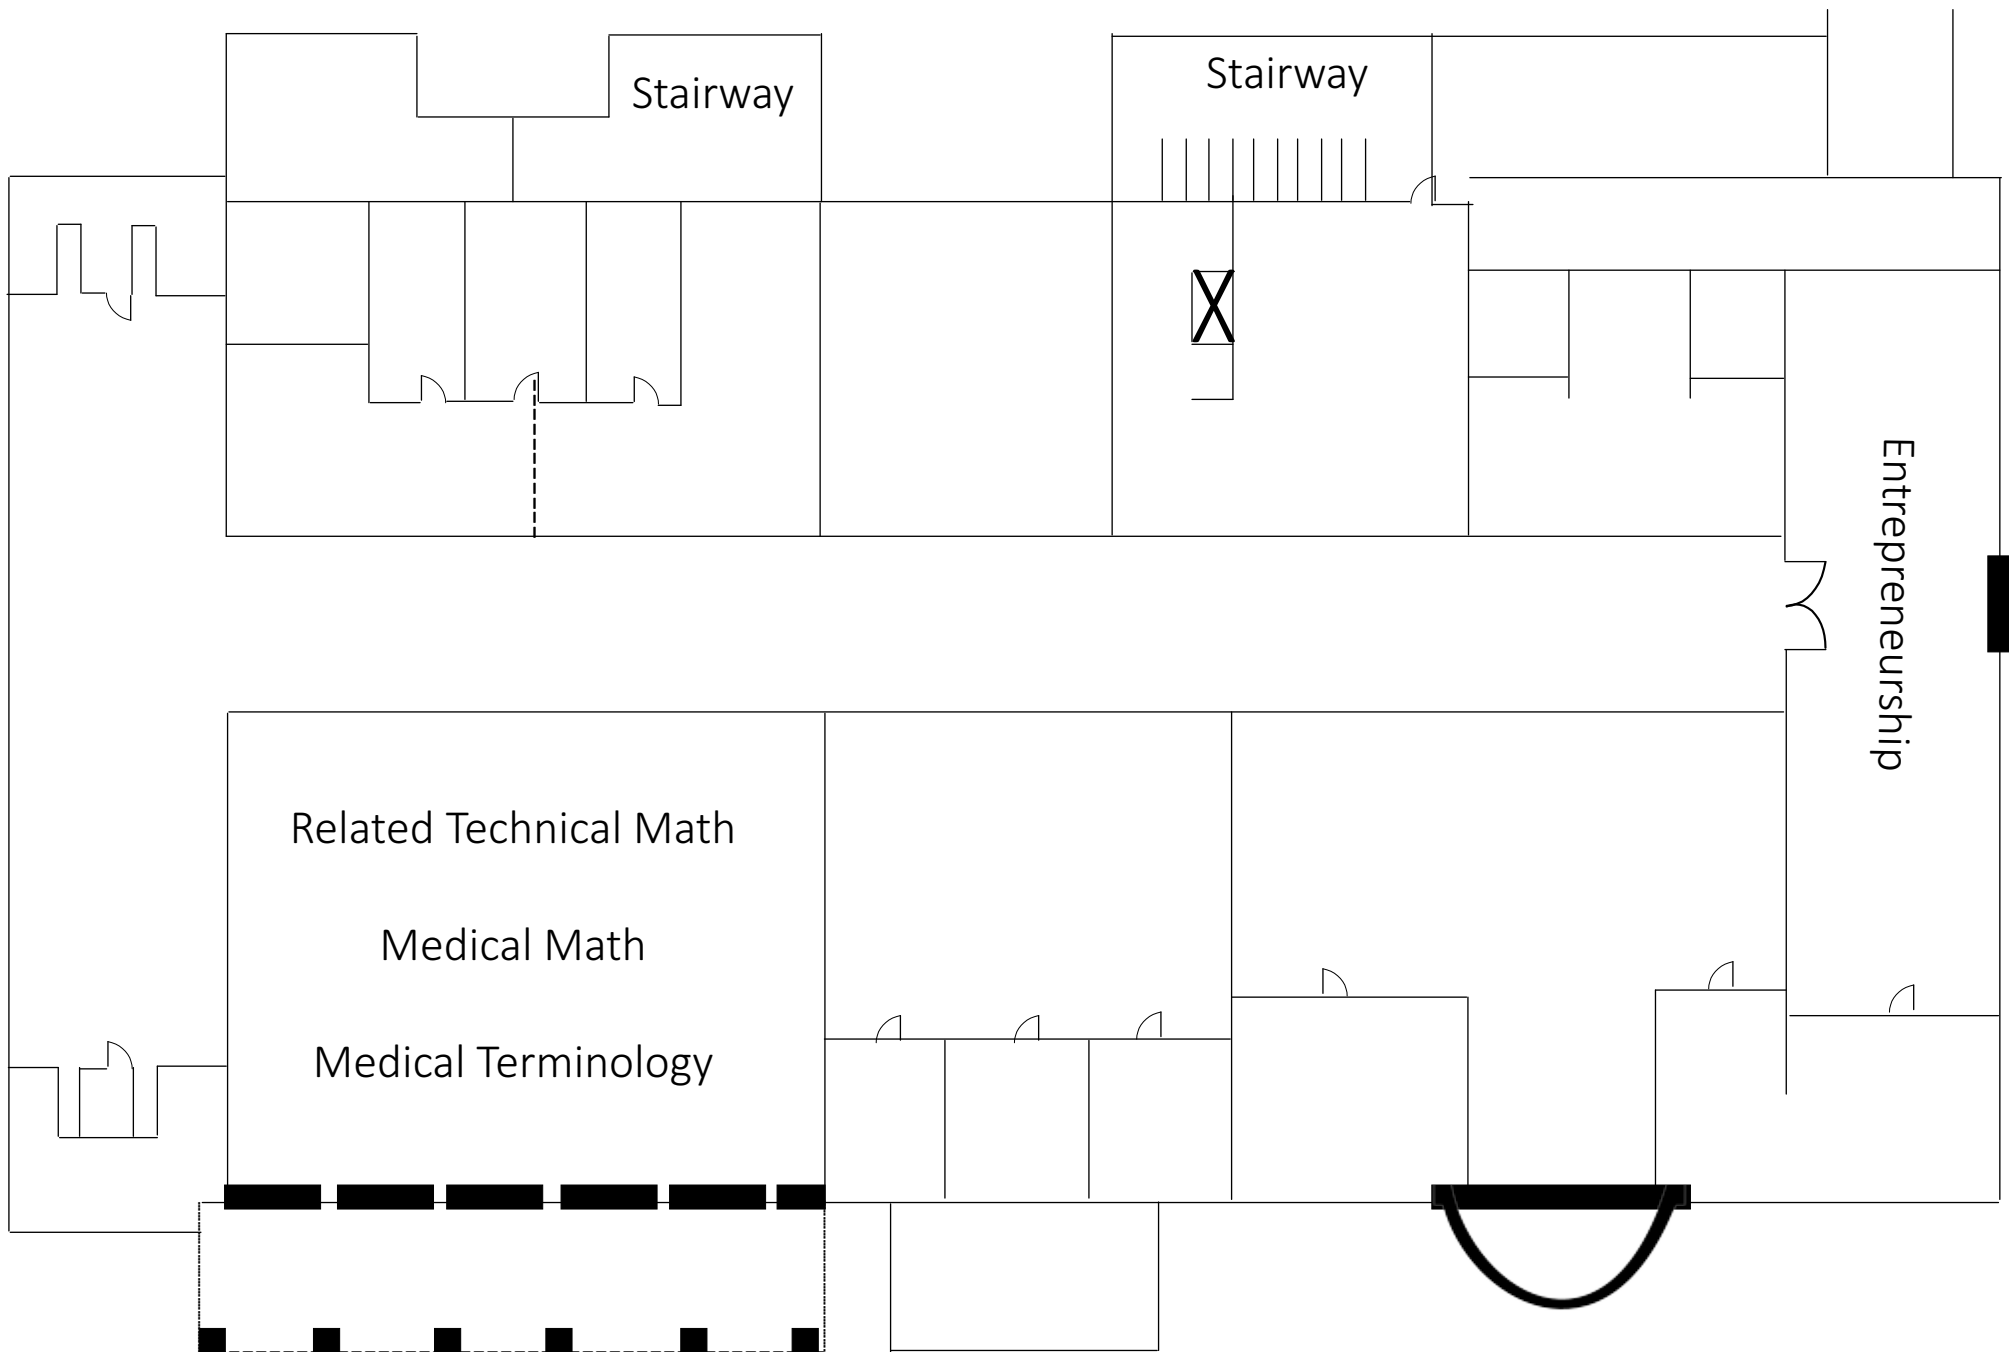 Stairway
Stairway
Entrepreneurship
Related Technical Math
Medical Math
Medical Terminology